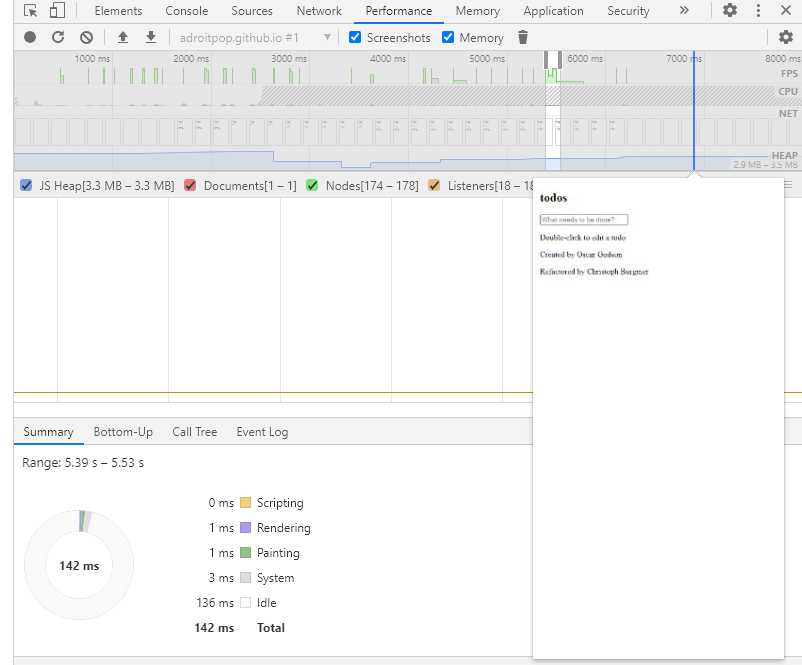 Elements Console Sources Network Performance Memory Application Security »
adroitpop.github.io #1 Screenshots Memory
1000 ms 2000 ms 3000 ms 4000 ms 5000 ms 6000 ms 7000 ms 8000 ms
FPS
CPU
NET
HEAP
2.9 MB – 3.5 MB
JS Heap[3.3 MB – 3.3 MB] Documents[1 – 1] Nodes[174 – 178] Listeners[18 – 18
todos
What needs to be done?
Double-click to edit a todo
Created by Oscar Godson
Refactored by Christoph Burgmer
Summary Bottom-Up Call Tree Event Log
Range: 5.39 s – 5.53 s
142 ms
0 ms Scripting
1 ms Rendering
1 ms Painting
3 ms System
136 ms Idle
142 ms Total